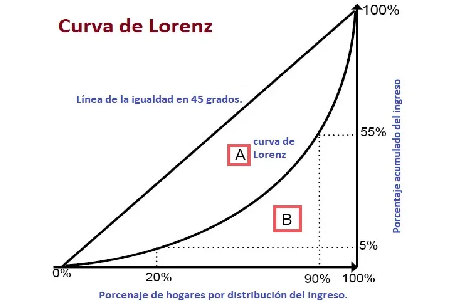 Curva de Lorenz
100%
Línea de la igualdad en 45 grados.
A
curva de
Lorenz
55%
Porcentaje acumulado del ingreso
B
5%
0%
20%
90%
100%
Porcenaje de hogares por distribución del Ingreso.